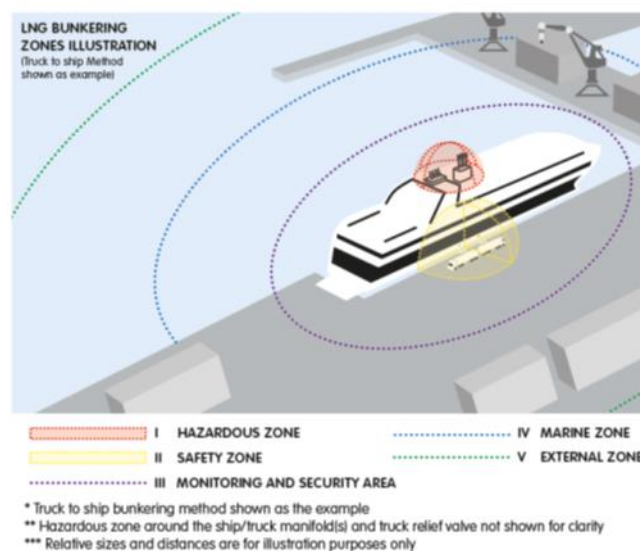 LNG BUNKERING
ZONES ILLUSTRATION
(Truck to ship Method
shown as example)
I HAZARDOUS ZONE
II SAFETY ZONE
III MONITORING AND SECURITY AREA
IV MARINE ZONE
V EXTERNAL ZONE
* Truck to ship bunkering method shown as the example
** Hazardous zone around the ship/truck manifold(s) and truck relief valve not shown for clarity
*** Relative sizes and distances are for illustration purposes only